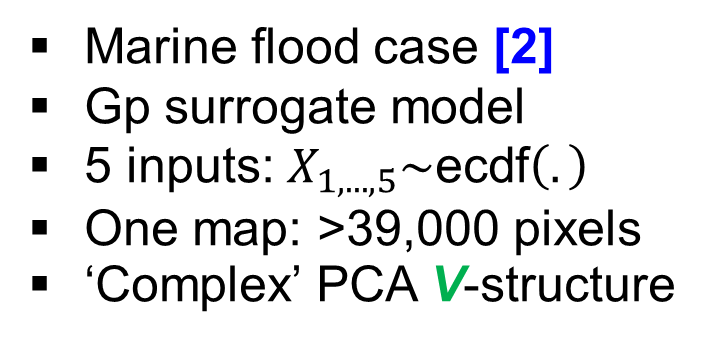 ▪ Marine flood case [2]
▪ Gp surrogate model
▪ 5 inputs: X₁,...,₅~ecdf(.)
▪ One map: >39,000 pixels
▪ ‘Complex’ PCA V-structure